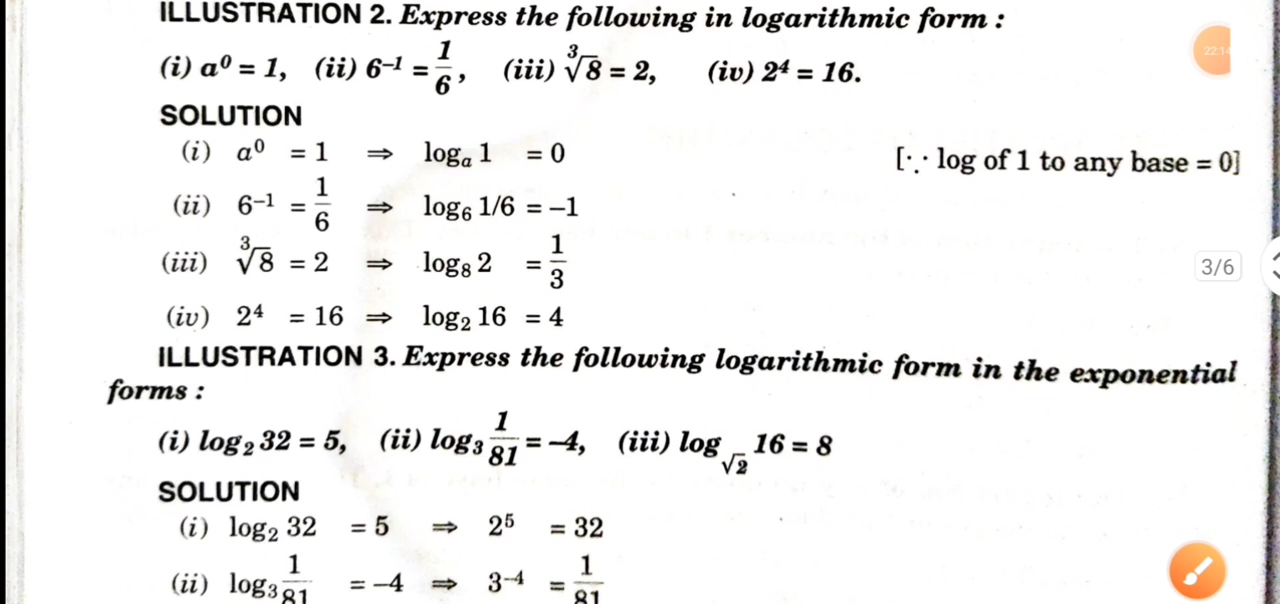 ILLUSTRATION 2. Express the following in logarithmic form :
(i) a⁰ = 1, (ii) 6⁻¹ = 1/6, (iii) ∛8 = 2, (iv) 2⁴ = 16.
22:14
SOLUTION
(i) a⁰ = 1 ⇒ logₐ 1 = 0 [∵ log of 1 to any base = 0]
(ii) 6⁻¹ = 1/6 ⇒ log₆ 1/6 = –1
(iii) ∛8 = 2 ⇒ log₈ 2 = 1/3
3/6
(iv) 2⁴ = 16 ⇒ log₂ 16 = 4
ILLUSTRATION 3. Express the following logarithmic form in the exponential
forms :
(i) log₂ 32 = 5, (ii) log₃ 1/81 = –4, (iii) log_√2 16 = 8
SOLUTION
(i) log₂ 32 = 5 ⇒ 2⁵ = 32
(ii) log₃ 1/81 = –4 ⇒ 3⁻⁴ = 1/81